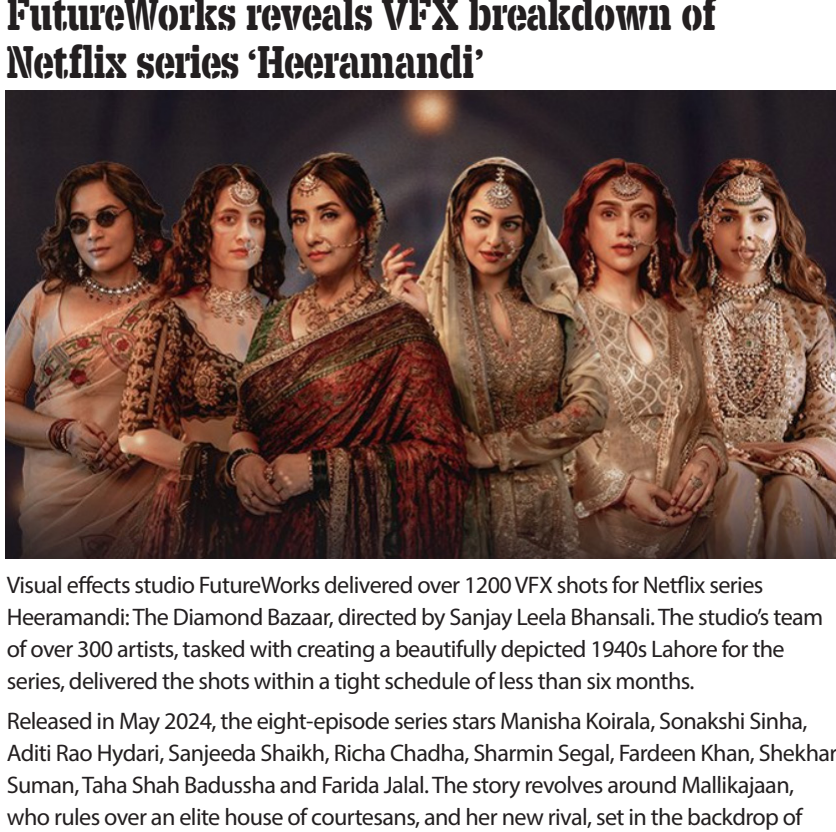 FutureWorks reveals VFX breakdown of
Netflix series ‘Heeramandi’
Visual effects studio FutureWorks delivered over 1200 VFX shots for Netflix series
Heeramandi: The Diamond Bazaar, directed by Sanjay Leela Bhansali. The studio’s team
of over 300 artists, tasked with creating a beautifully depicted 1940s Lahore for the
series, delivered the shots within a tight schedule of less than six months.
Released in May 2024, the eight-episode series stars Manisha Koirala, Sonakshi Sinha,
Aditi Rao Hydari, Sanjeeda Shaikh, Richa Chadha, Sharmin Segal, Fardeen Khan, Shekhar
Suman, Taha Shah Badussha and Farida Jalal. The story revolves around Mallikajaan,
who rules over an elite house of courtesans, and her new rival, set in the backdrop of